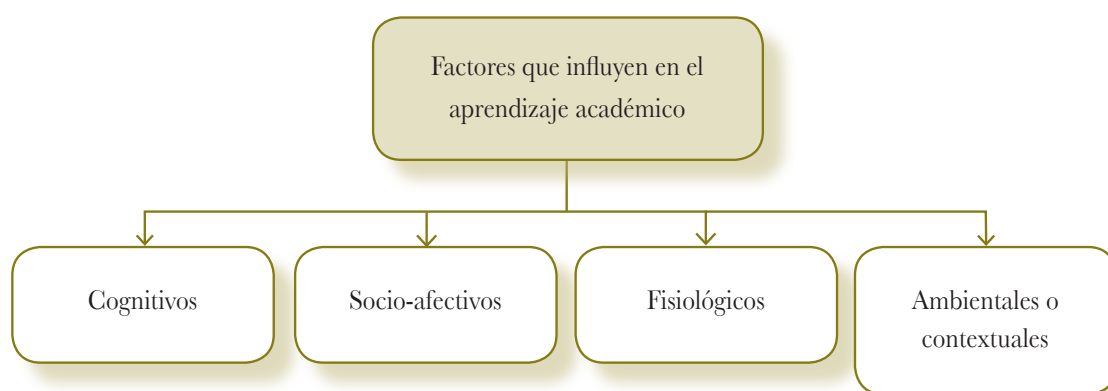 Factores que influyen en el
aprendizaje académico
Cognitivos
Socio-afectivos
Fisiológicos
Ambientales o
contextuales